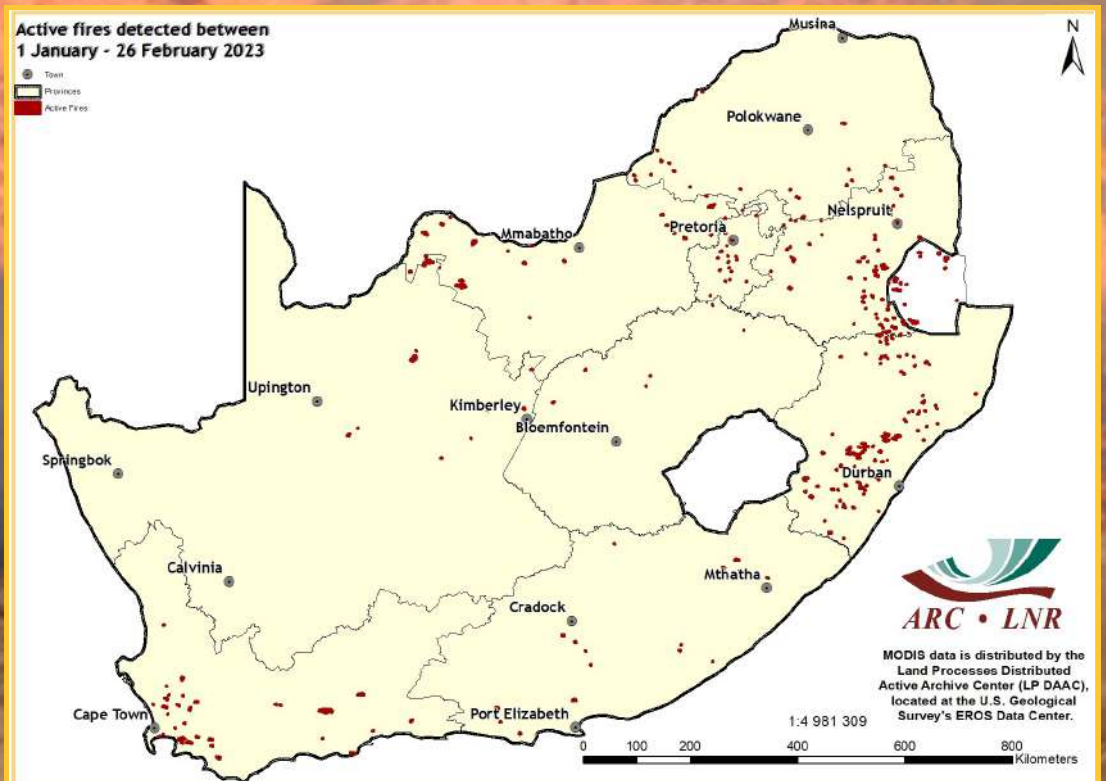 Active fires detected between
1 January - 26 February 2023
Town
Provinces
Active Fires
N
Musina
Polokwane
Nelspruit
Pretoria
Mmabatho
Upington
Kimberley
Bloemfontein
Springbok
Durban
Calvinia
Mthatha
Cradock
Cape Town
Port Elizabeth
ARC • LNR
MODIS data is distributed by the
Land Processes Distributed
Active Archive Center (LP DAAC),
located at the U.S. Geological
Survey's EROS Data Center.
1:4 981 309
0 100 200 400 600 800
Kilometers